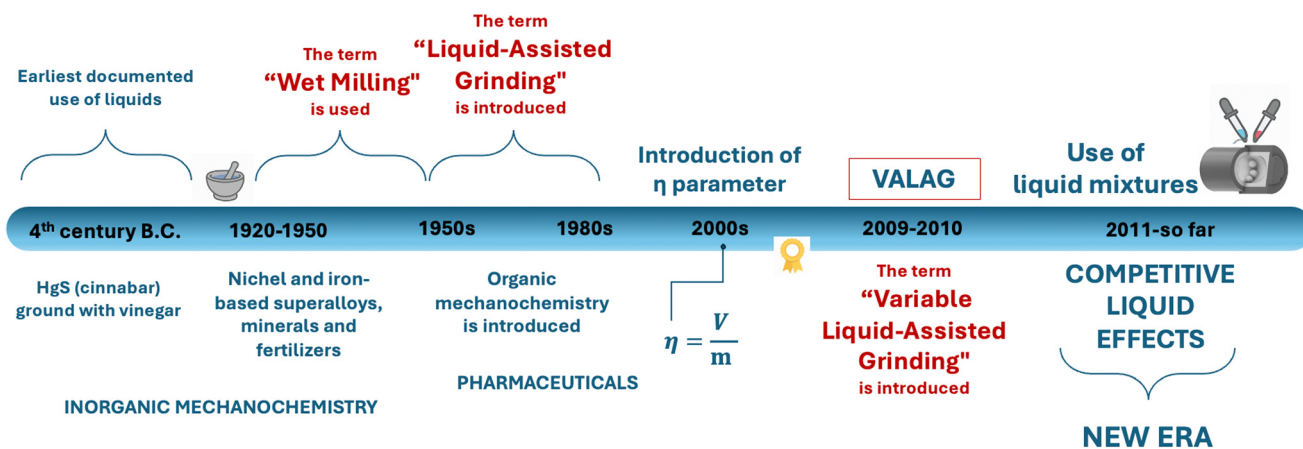 Earliest documented
use of liquids
The term
“Wet Milling"
is used
The term
“Liquid-Assisted
Grinding"
is introduced
Introduction of
η parameter
VALAG
Use of
liquid mixtures
4th century B.C.
1920-1950
1950s
1980s
2000s
2009-2010
2011-so far
HgS (cinnabar)
ground with vinegar
Nichel and iron-
based superalloys,
minerals and
fertilizers
Organic
mechanochemistry
is introduced
η = V/m
The term
“Variable
Liquid-Assisted
Grinding"
is introduced
COMPETITIVE
LIQUID
EFFECTS
PHARMACEUTICALS
INORGANIC MECHANOCHEMISTRY
NEW ERA